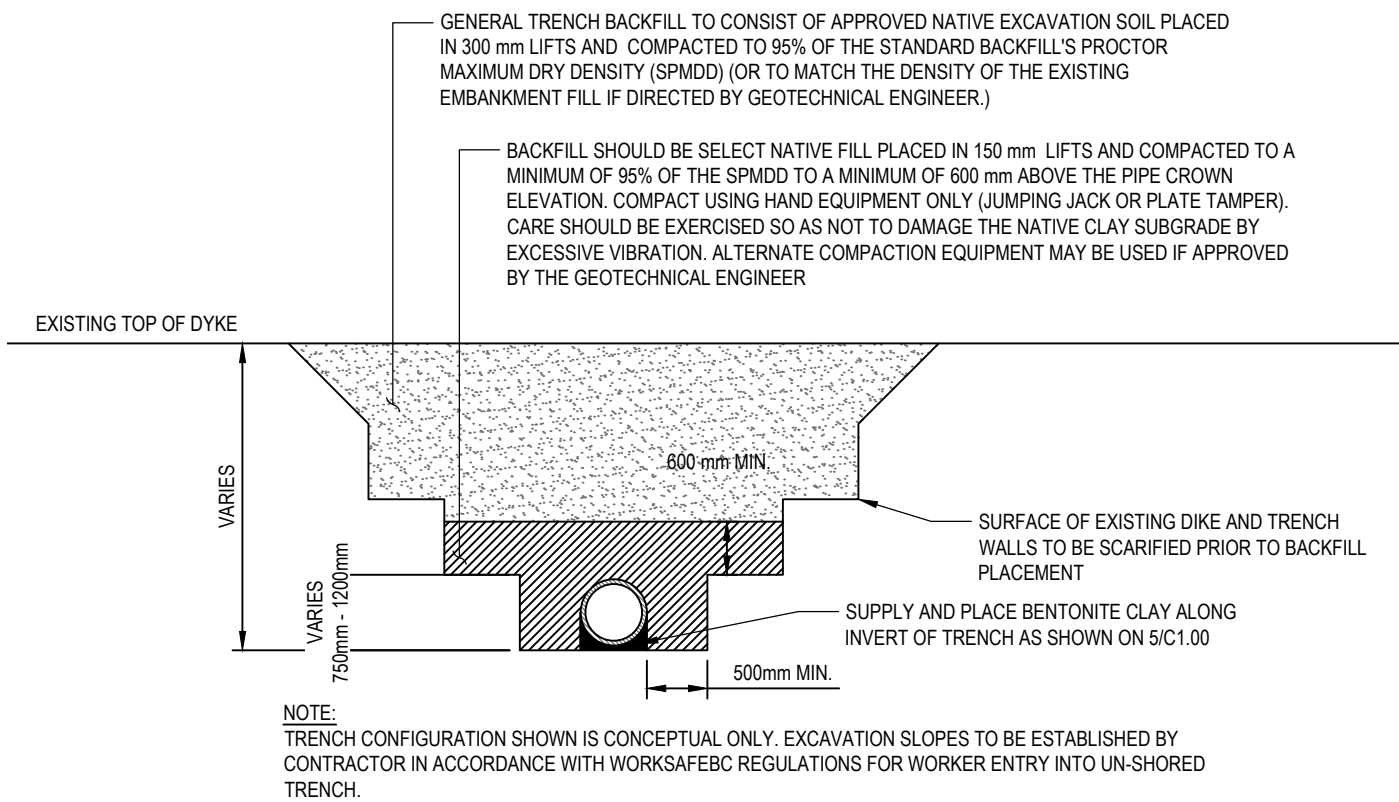 GENERAL TRENCH BACKFILL TO CONSIST OF APPROVED NATIVE EXCAVATION SOIL PLACED
IN 300 mm LIFTS AND COMPACTED TO 95% OF THE STANDARD BACKFILL'S PROCTOR
MAXIMUM DRY DENSITY (SPMDD) (OR TO MATCH THE DENSITY OF THE EXISTING
EMBANKMENT FILL IF DIRECTED BY GEOTECHNICAL ENGINEER.)
BACKFILL SHOULD BE SELECT NATIVE FILL PLACED IN 150 mm LIFTS AND COMPACTED TO A
MINIMUM OF 95% OF THE SPMDD TO A MINIMUM OF 600 mm ABOVE THE PIPE CROWN
ELEVATION. COMPACT USING HAND EQUIPMENT ONLY (JUMPING JACK OR PLATE TAMPER).
CARE SHOULD BE EXERCISED SO AS NOT TO DAMAGE THE NATIVE CLAY SUBGRADE BY
EXCESSIVE VIBRATION. ALTERNATE COMPACTION EQUIPMENT MAY BE USED IF APPROVED
BY THE GEOTECHNICAL ENGINEER
EXISTING TOP OF DYKE
VARIES
600 mm MIN.
SURFACE OF EXISTING DIKE AND TRENCH
WALLS TO BE SCARIFIED PRIOR TO BACKFILL
PLACEMENT
VARIES
750mm - 1200mm
SUPPLY AND PLACE BENTONITE CLAY ALONG
INVERT OF TRENCH AS SHOWN ON 5/C1.00
500mm MIN.
NOTE:
TRENCH CONFIGURATION SHOWN IS CONCEPTUAL ONLY. EXCAVATION SLOPES TO BE ESTABLISHED BY
CONTRACTOR IN ACCORDANCE WITH WORKSAFEBC REGULATIONS FOR WORKER ENTRY INTO UN-SHORED
TRENCH.